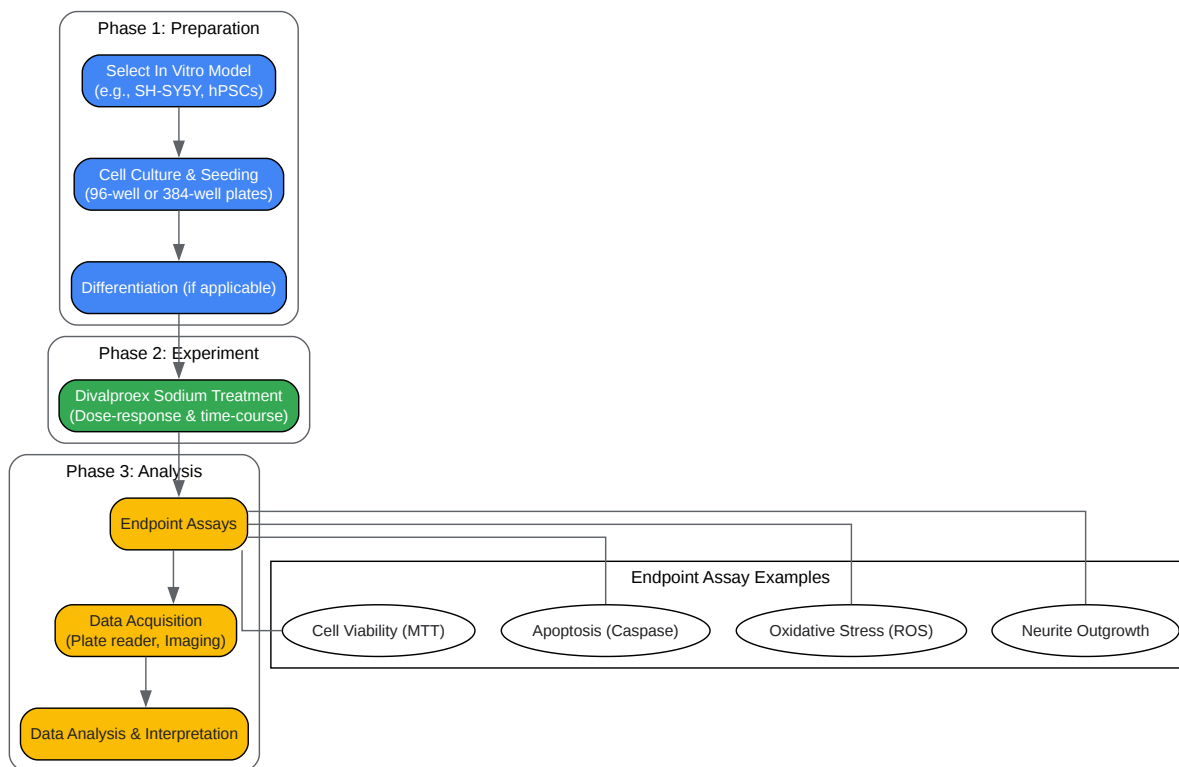 Phase 1: Preparation
Select In Vitro Model
(e.g., SH-SY5Y, hPSCs)
Cell Culture & Seeding
(96-well or 384-well plates)
Differentiation (if applicable)
Phase 2: Experiment
Divalproex Sodium Treatment
(Dose-response & time-course)
Phase 3: Analysis
Endpoint Assays
Endpoint Assay Examples
Cell Viability (MTT)
Apoptosis (Caspase)
Oxidative Stress (ROS)
Neurite Outgrowth
Data Acquisition
(Plate reader, Imaging)
Data Analysis & Interpretation